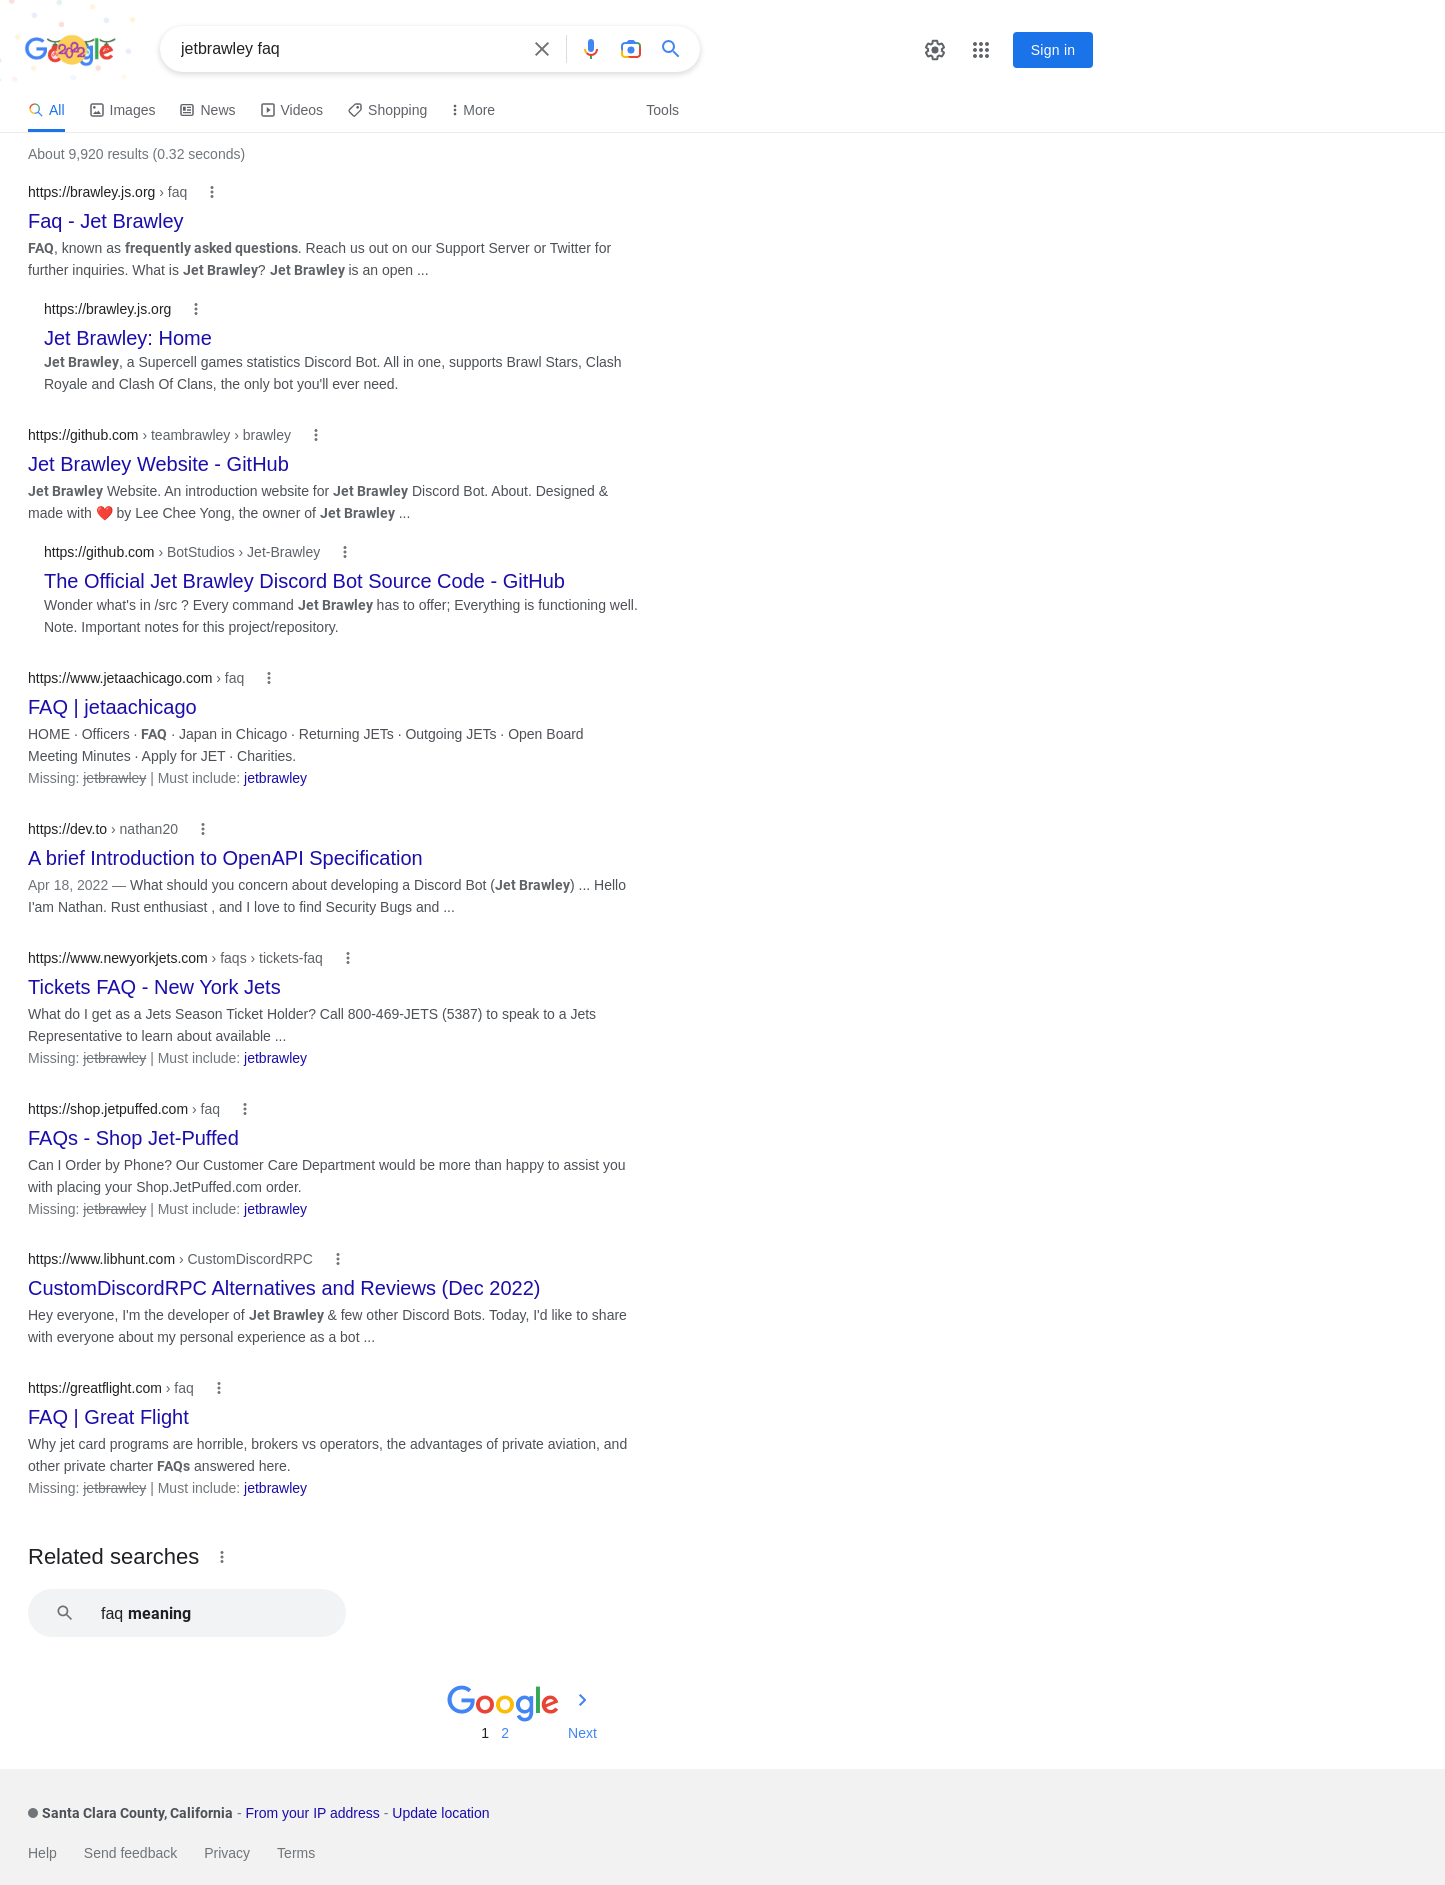 Google
jetbrawley faq
Sign in
All Images News Videos Shopping More Tools
About 9,920 results (0.32 seconds)
https://brawley.js.org › faq
Faq - Jet Brawley
FAQ, known as frequently asked questions. Reach us out on our Support Server or Twitter for
further inquiries. What is Jet Brawley? Jet Brawley is an open ...
https://brawley.js.org
Jet Brawley: Home
Jet Brawley, a Supercell games statistics Discord Bot. All in one, supports Brawl Stars, Clash
Royale and Clash Of Clans, the only bot you'll ever need.
https://github.com › teambrawley › brawley
Jet Brawley Website - GitHub
Jet Brawley Website. An introduction website for Jet Brawley Discord Bot. About. Designed &
made with ❤️ by Lee Chee Yong, the owner of Jet Brawley ...
https://github.com › BotStudios › Jet-Brawley
The Official Jet Brawley Discord Bot Source Code - GitHub
Wonder what's in /src ? Every command Jet Brawley has to offer; Everything is functioning well.
Note. Important notes for this project/repository.
https://www.jetaachicago.com › faq
FAQ | jetaachicago
HOME · Officers · FAQ · Japan in Chicago · Returning JETs · Outgoing JETs · Open Board
Meeting Minutes · Apply for JET · Charities.
Missing: jetbrawley | Must include: jetbrawley
https://dev.to › nathan20
A brief Introduction to OpenAPI Specification
Apr 18, 2022 — What should you concern about developing a Discord Bot (Jet Brawley) ... Hello
I'am Nathan. Rust enthusiast , and I love to find Security Bugs and ...
https://www.newyorkjets.com › faqs › tickets-faq
Tickets FAQ - New York Jets
What do I get as a Jets Season Ticket Holder? Call 800-469-JETS (5387) to speak to a Jets
Representative to learn about available ...
Missing: jetbrawley | Must include: jetbrawley
https://shop.jetpuffed.com › faq
FAQs - Shop Jet-Puffed
Can I Order by Phone? Our Customer Care Department would be more than happy to assist you
with placing your Shop.JetPuffed.com order.
Missing: jetbrawley | Must include: jetbrawley
https://www.libhunt.com › CustomDiscordRPC
CustomDiscordRPC Alternatives and Reviews (Dec 2022)
Hey everyone, I'm the developer of Jet Brawley & few other Discord Bots. Today, I'd like to share
with everyone about my personal experience as a bot ...
https://greatflight.com › faq
FAQ | Great Flight
Why jet card programs are horrible, brokers vs operators, the advantages of private aviation, and
other private charter FAQs answered here.
Missing: jetbrawley | Must include: jetbrawley
Related searches
faq meaning
Google
1 2 Next
Santa Clara County, California - From your IP address - Update location
Help Send feedback Privacy Terms